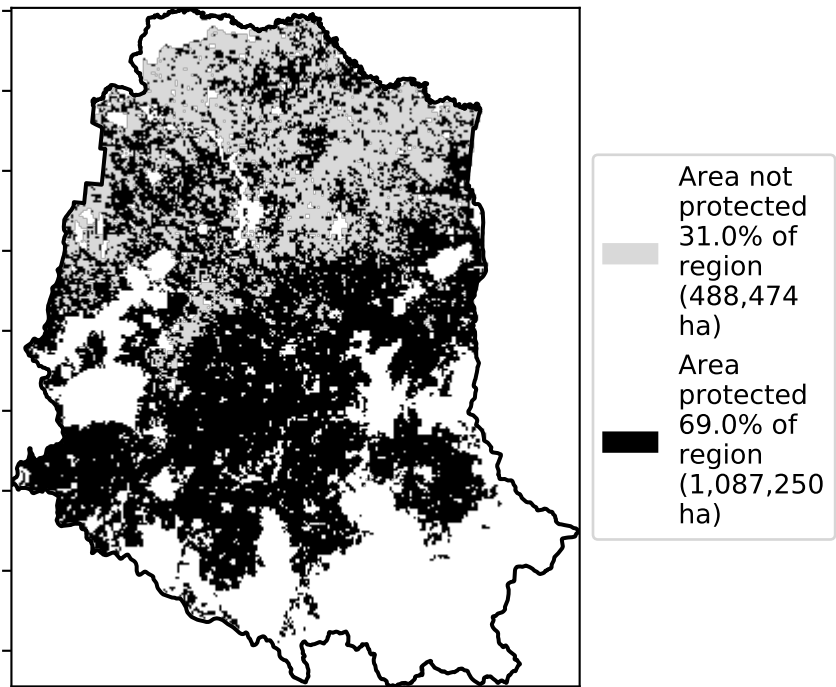 Area not
protected
31.0% of
region
(488,474
ha)
Area
protected
69.0% of
region
(1,087,250
ha)